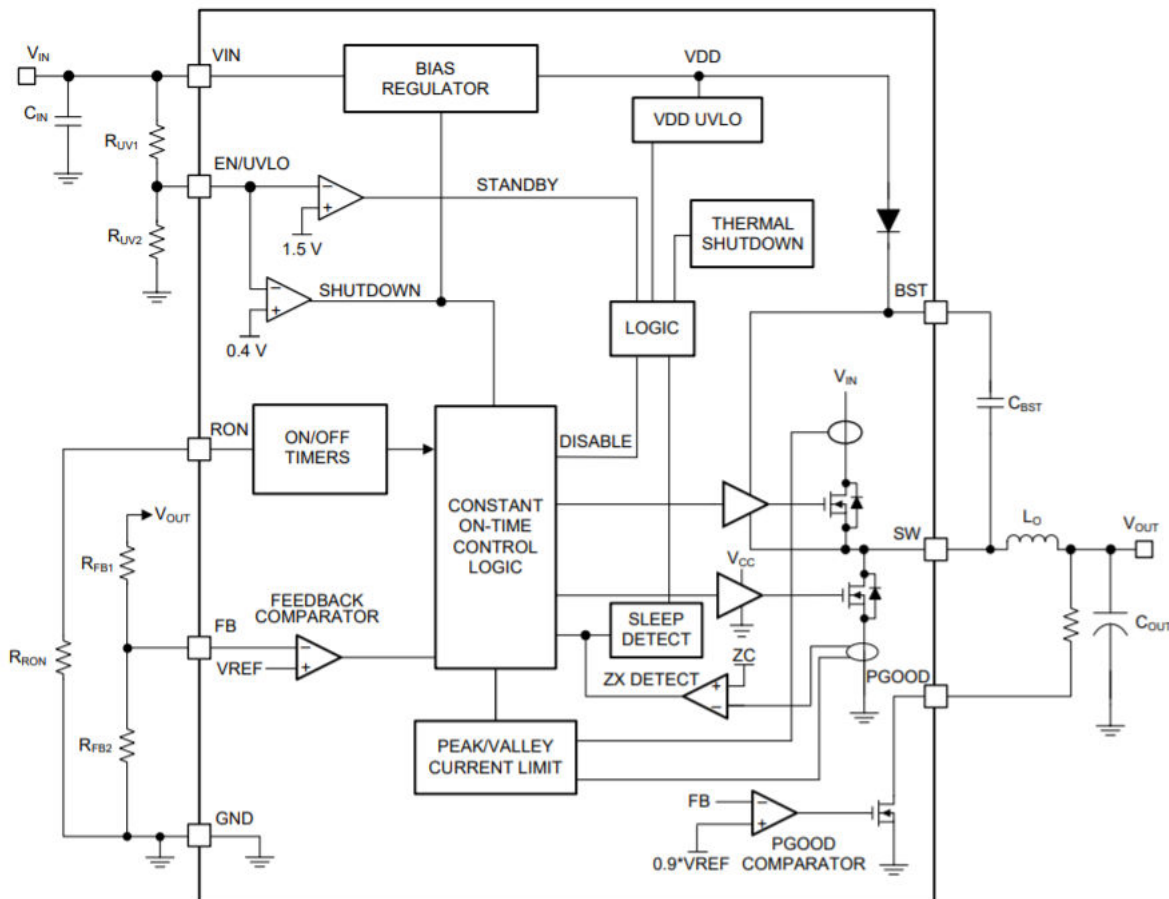 VIN
VIN
CIN
BIAS
REGULATOR
VDD
VDD UVLO
RUV1
EN/UVLO
−
+
STANDBY
1.5 V
RUV2
THERMAL
SHUTDOWN
−
+
SHUTDOWN
0.4 V
LOGIC
BST
VIN
CBST
RON
ON/OFF
TIMERS
DISABLE
CONSTANT
ON-TIME
CONTROL
LOGIC
VOUT
SW
LO
VOUT
RFB1
VCC
FEEDBACK
COMPARATOR
FB
−
+
VREF
SLEEP
DETECT
COUT
RRON
ZC
ZX DETECT
+
−
PGOOD
RFB2
PEAK/VALLEY
CURRENT LIMIT
FB
−
+
GND
0.9*VREF
PGOOD
COMPARATOR